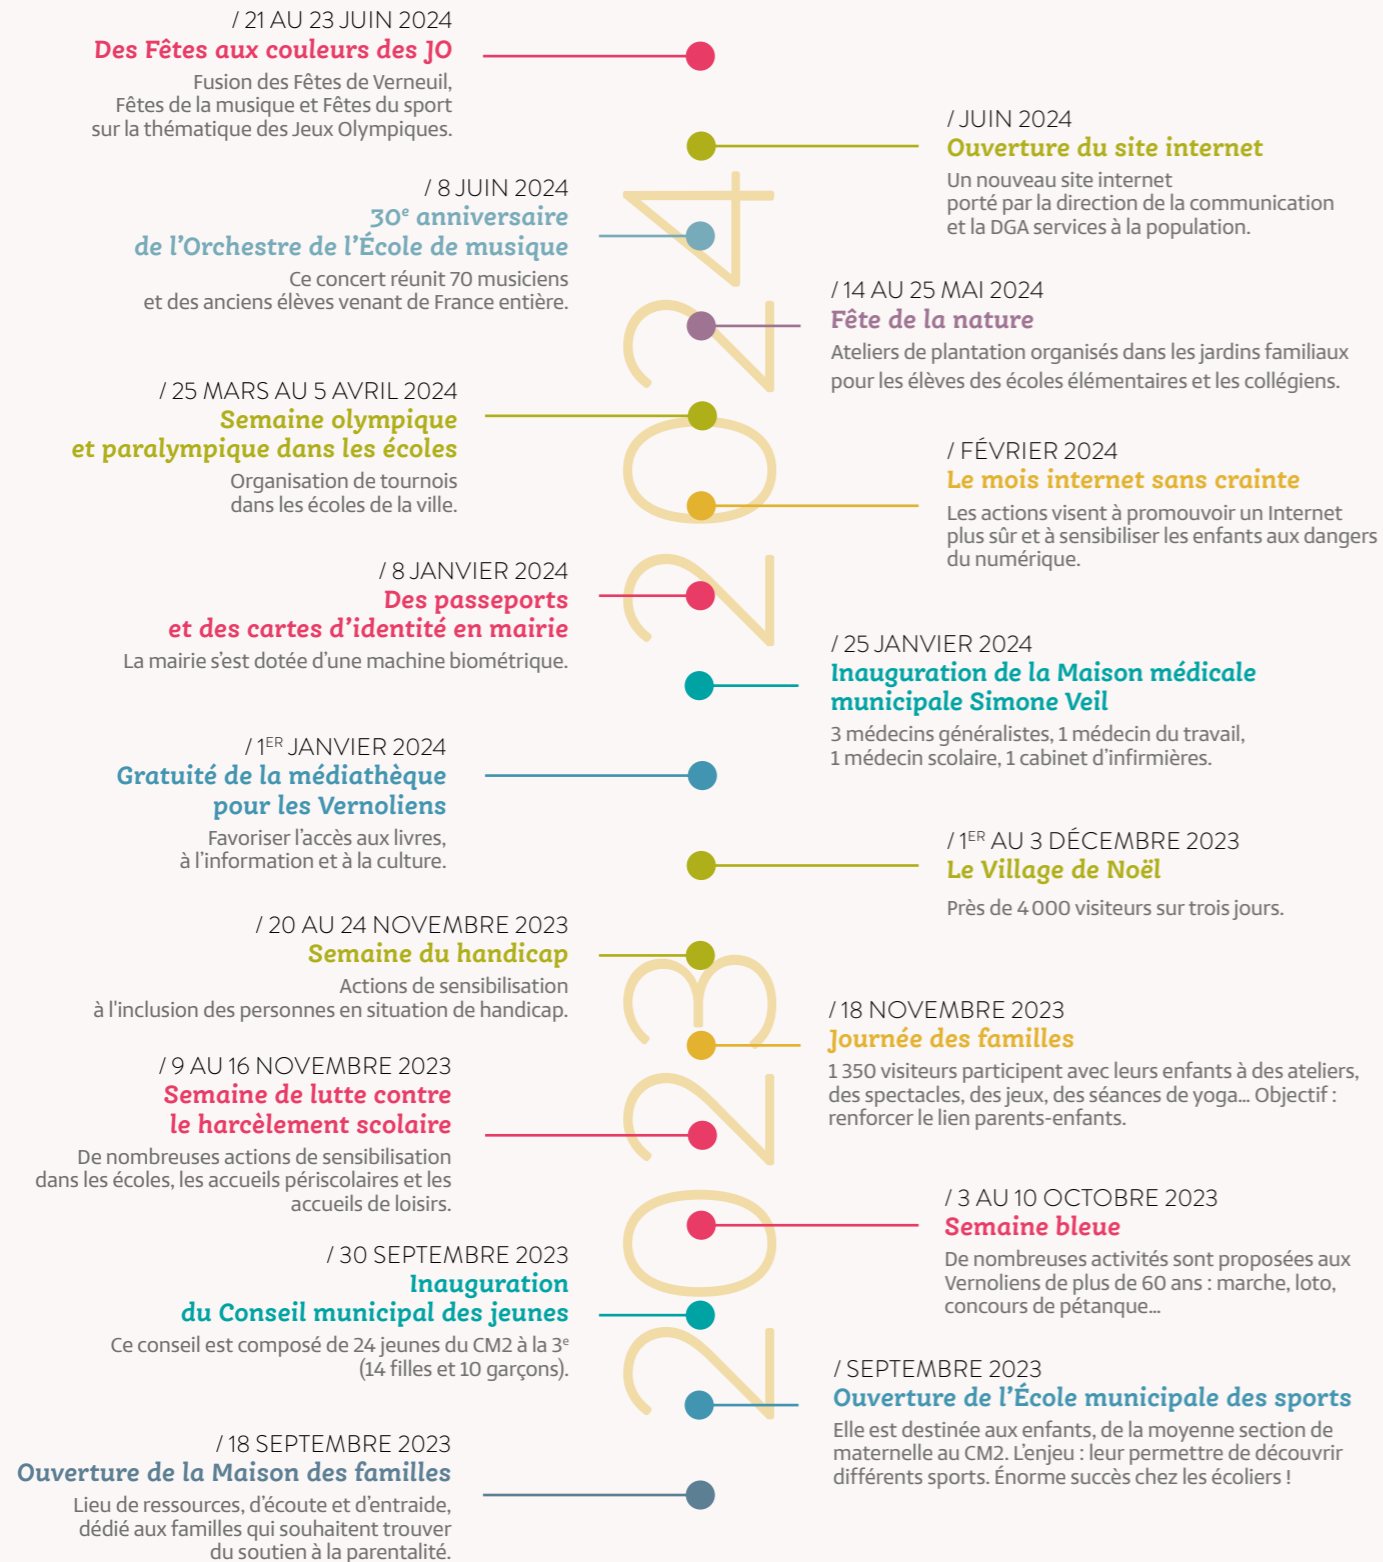 / 21 AU 23 JUIN 2024
Des Fêtes aux couleurs des JO
Fusion des Fêtes de Verneuil,
Fêtes de la musique et Fêtes du sport
sur la thématique des Jeux Olympiques.
/ JUIN 2024
Ouverture du site internet
Un nouveau site internet
porté par la direction de la communication
et la DGA services à la population.
/ 8 JUIN 2024
30e anniversaire
de l’Orchestre de l’École de musique
Ce concert réunit 70 musiciens
et des anciens élèves venant de France entière.
/ 14 AU 25 MAI 2024
Fête de la nature
Ateliers de plantation organisés dans les jardins familiaux
pour les élèves des écoles élémentaires et les collégiens.
/ 25 MARS AU 5 AVRIL 2024
Semaine olympique
et paralympique dans les écoles
Organisation de tournois
dans les écoles de la ville.
/ FÉVRIER 2024
Le mois internet sans crainte
Les actions visent à promouvoir un Internet
plus sûr et à sensibiliser les enfants aux dangers
du numérique.
/ 8 JANVIER 2024
Des passeports
et des cartes d’identité en mairie
La mairie s’est dotée d’une machine biométrique.
2024
/ 25 JANVIER 2024
Inauguration de la Maison médicale
municipale Simone Veil
3 médecins généralistes, 1 médecin du travail,
1 médecin scolaire, 1 cabinet d’infirmières.
/ 1ER JANVIER 2024
Gratuité de la médiathèque
pour les Vernoliens
Favoriser l’accès aux livres,
à l’information et à la culture.
/ 1ER AU 3 DÉCEMBRE 2023
Le Village de Noël
Près de 4 000 visiteurs sur trois jours.
/ 20 AU 24 NOVEMBRE 2023
Semaine du handicap
Actions de sensibilisation
à l'inclusion des personnes en situation de handicap.
/ 18 NOVEMBRE 2023
Journée des familles
1 350 visiteurs participent avec leurs enfants à des ateliers,
des spectacles, des jeux, des séances de yoga... Objectif :
renforcer le lien parents-enfants.
/ 9 AU 16 NOVEMBRE 2023
Semaine de lutte contre
le harcèlement scolaire
De nombreuses actions de sensibilisation
dans les écoles, les accueils périscolaires et les
accueils de loisirs.
/ 3 AU 10 OCTOBRE 2023
Semaine bleue
De nombreuses activités sont proposées aux
Vernoliens de plus de 60 ans : marche, loto,
concours de pétanque...
/ 30 SEPTEMBRE 2023
Inauguration
du Conseil municipal des jeunes
Ce conseil est composé de 24 jeunes du CM2 à la 3e
(14 filles et 10 garçons).
2023
/ SEPTEMBRE 2023
Ouverture de l’École municipale des sports
Elle est destinée aux enfants, de la moyenne section de
maternelle au CM2. L’enjeu : leur permettre de découvrir
différents sports. Énorme succès chez les écoliers !
/ 18 SEPTEMBRE 2023
Ouverture de la Maison des familles
Lieu de ressources, d’écoute et d’entraide,
dédié aux familles qui souhaitent trouver
du soutien à la parentalité.